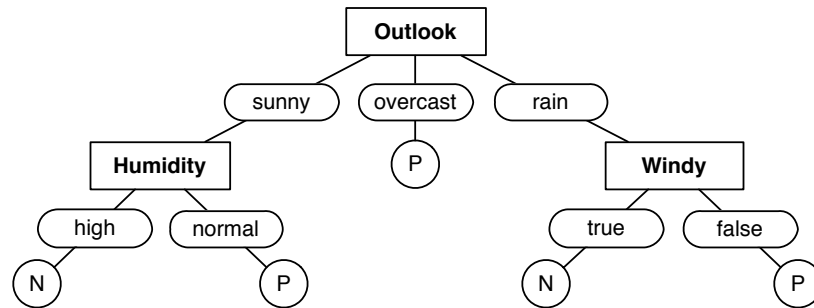 Outlook
sunny overcast rain
P
Humidity Windy
high normal true false
N P N P